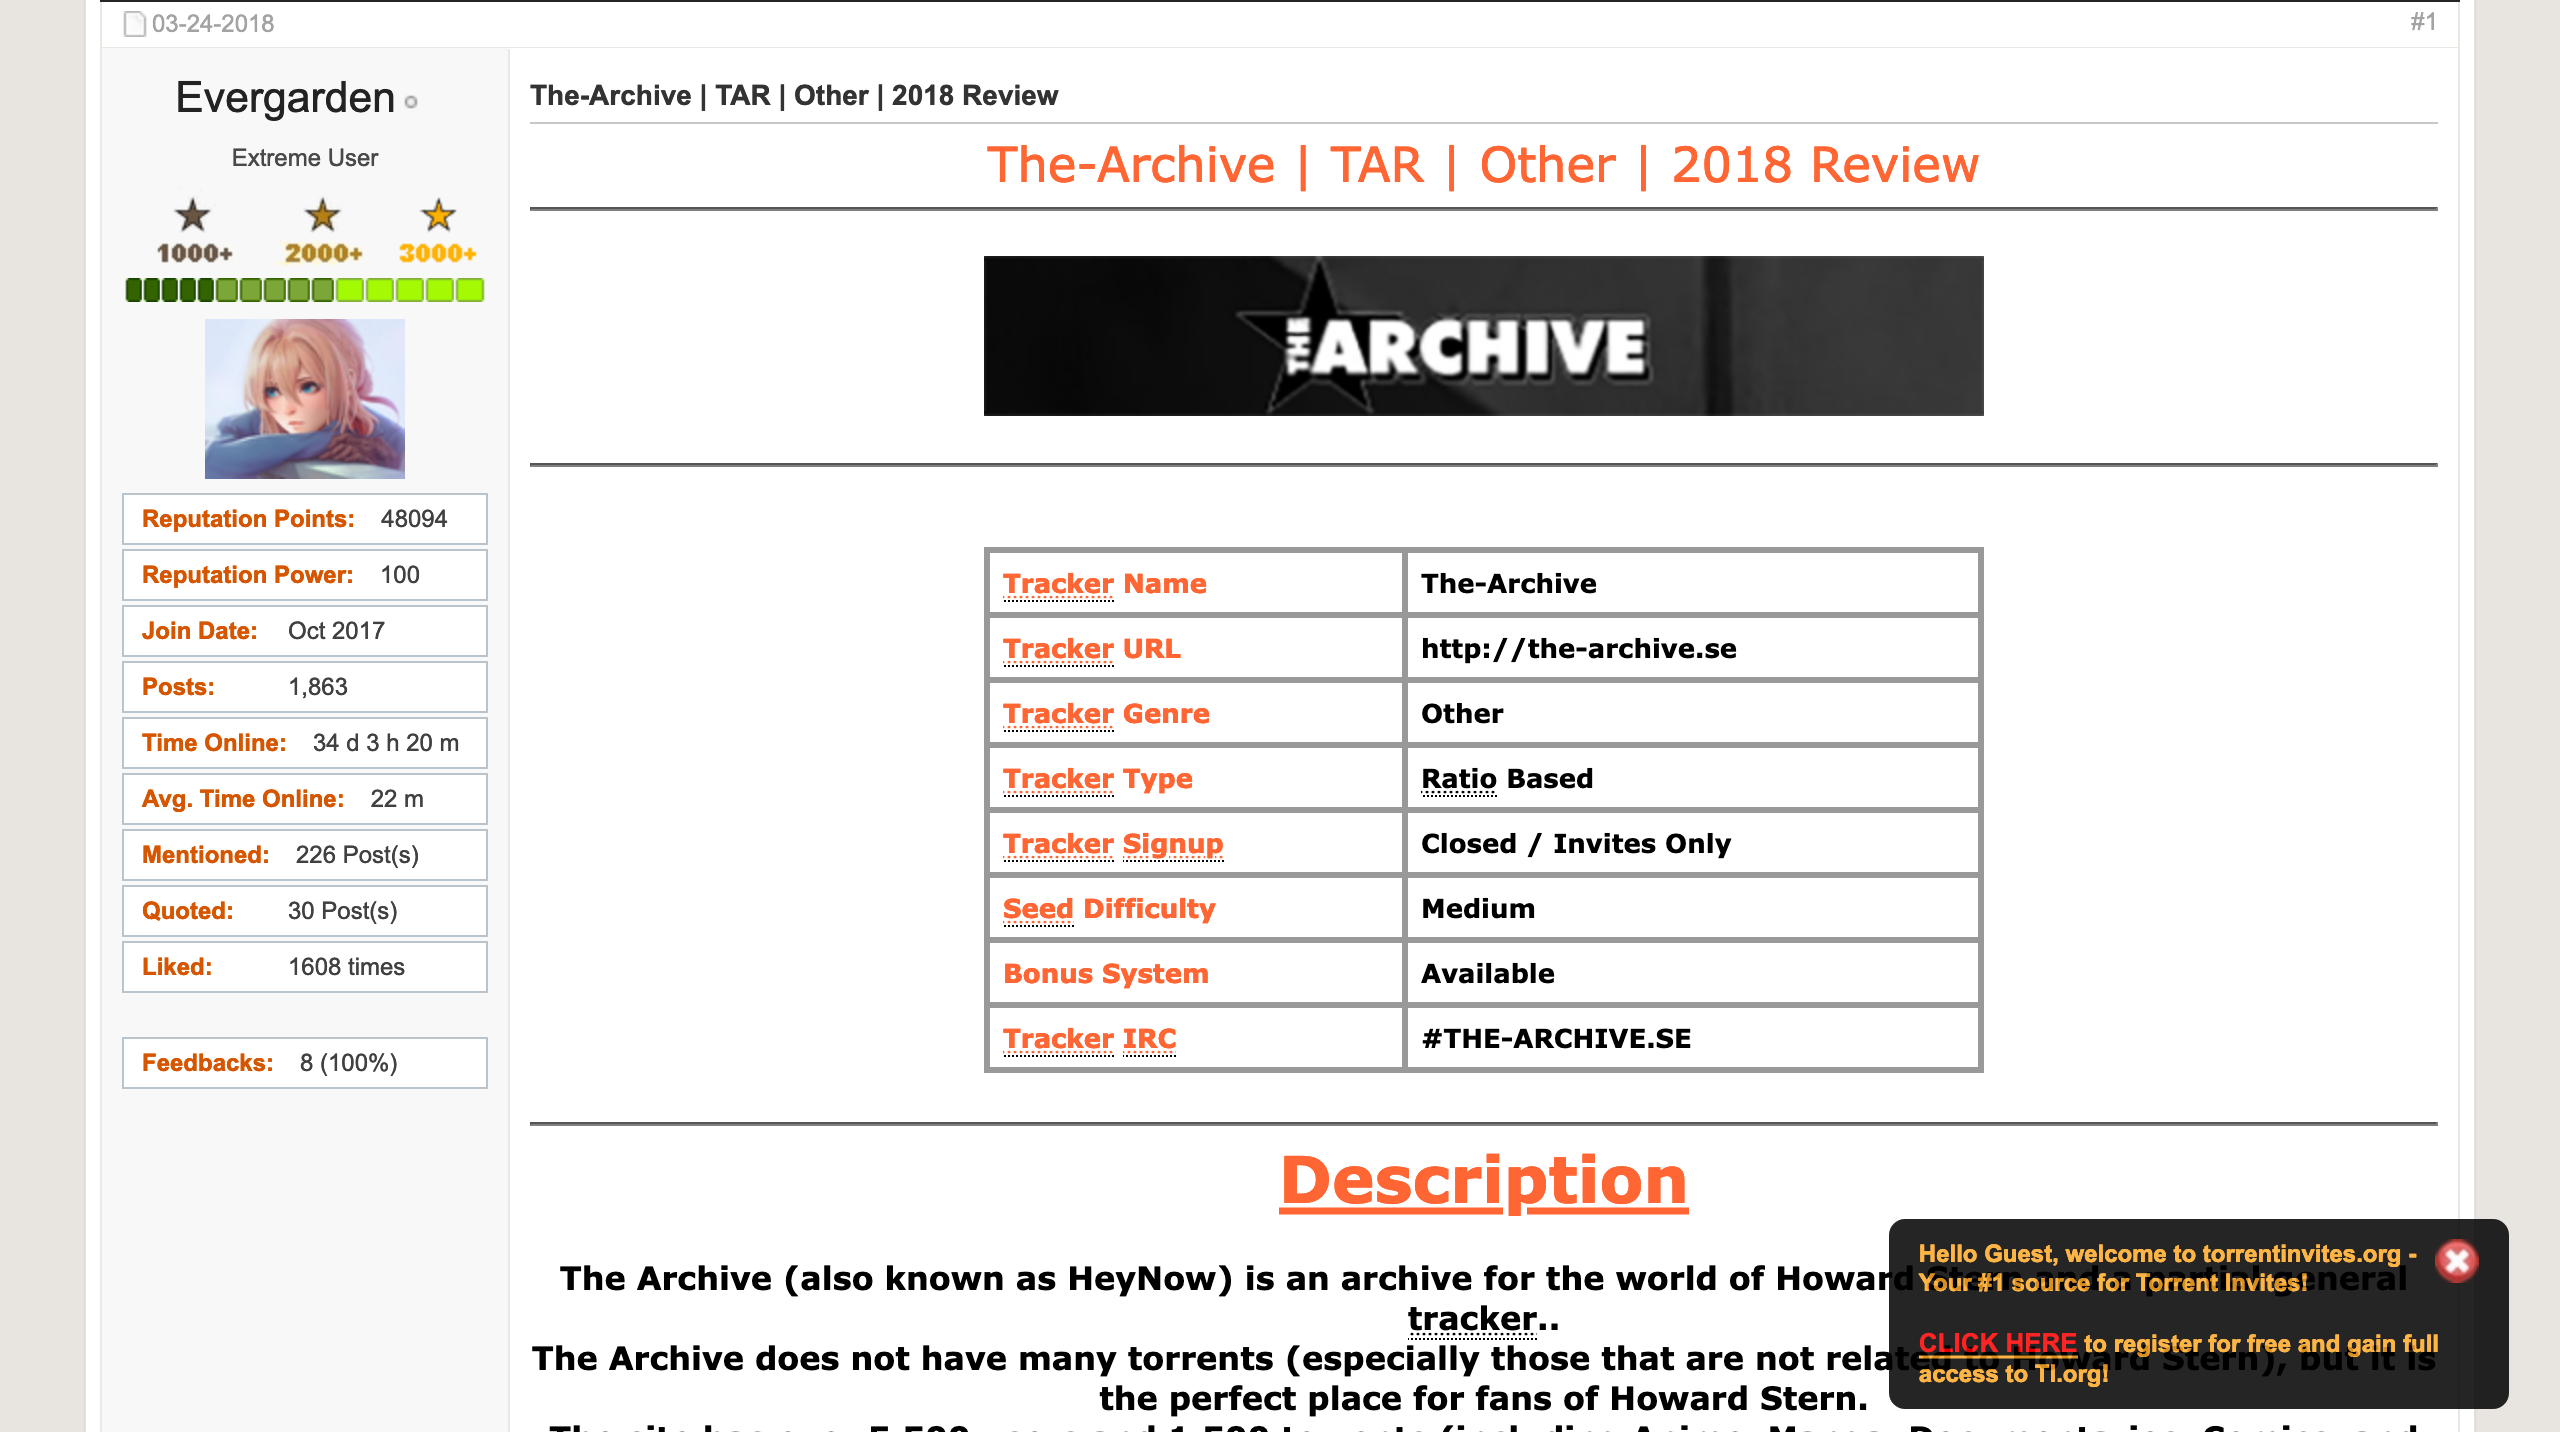 03-24-2018
#1
Evergarden
Extreme User
1000+ 2000+ 3000+
Reputation Points: 48094
Reputation Power: 100
Join Date: Oct 2017
Posts: 1,863
Time Online: 34 d 3 h 20 m
Avg. Time Online: 22 m
Mentioned: 226 Post(s)
Quoted: 30 Post(s)
Liked: 1608 times
Feedbacks: 8 (100%)
The-Archive | TAR | Other | 2018 Review
The-Archive | TAR | Other | 2018 Review
THE ARCHIVE
Tracker Name The-Archive
Tracker URL http://the-archive.se
Tracker Genre Other
Tracker Type Ratio Based
Tracker Signup Closed / Invites Only
Seed Difficulty Medium
Bonus System Available
Tracker IRC #THE-ARCHIVE.SE
Description
The Archive (also known as HeyNow) is an archive for the world of Howard Stern and a partial general
tracker..
The Archive does not have many torrents (especially those that are not related to Howard Stern), but it is
the perfect place for fans of Howard Stern.
Hello Guest, welcome to torrentinvites.org -
Your #1 source for Torrent Invites!
CLICK HERE to register for free and gain full
access to TI.org!